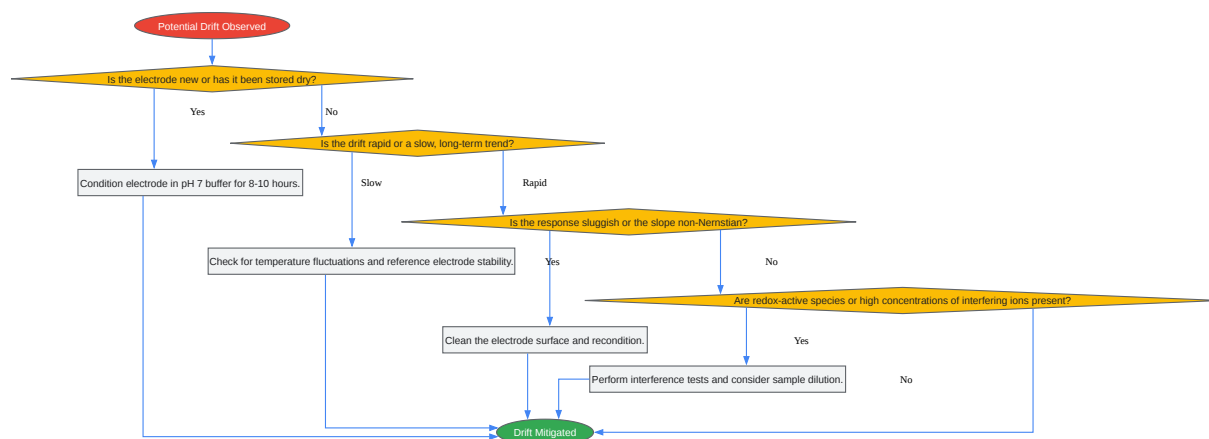 Potential Drift Observed
Is the electrode new or has it been stored dry?
Yes
No
Is the drift rapid or a slow, long-term trend?
Condition electrode in pH 7 buffer for 8-10 hours.
Slow
Rapid
Is the response sluggish or the slope non-Nernstian?
Check for temperature fluctuations and reference electrode stability.
Yes
No
Are redox-active species or high concentrations of interfering ions present?
Clean the electrode surface and recondition.
Yes
Perform interference tests and consider sample dilution.
No
Drift Mitigated